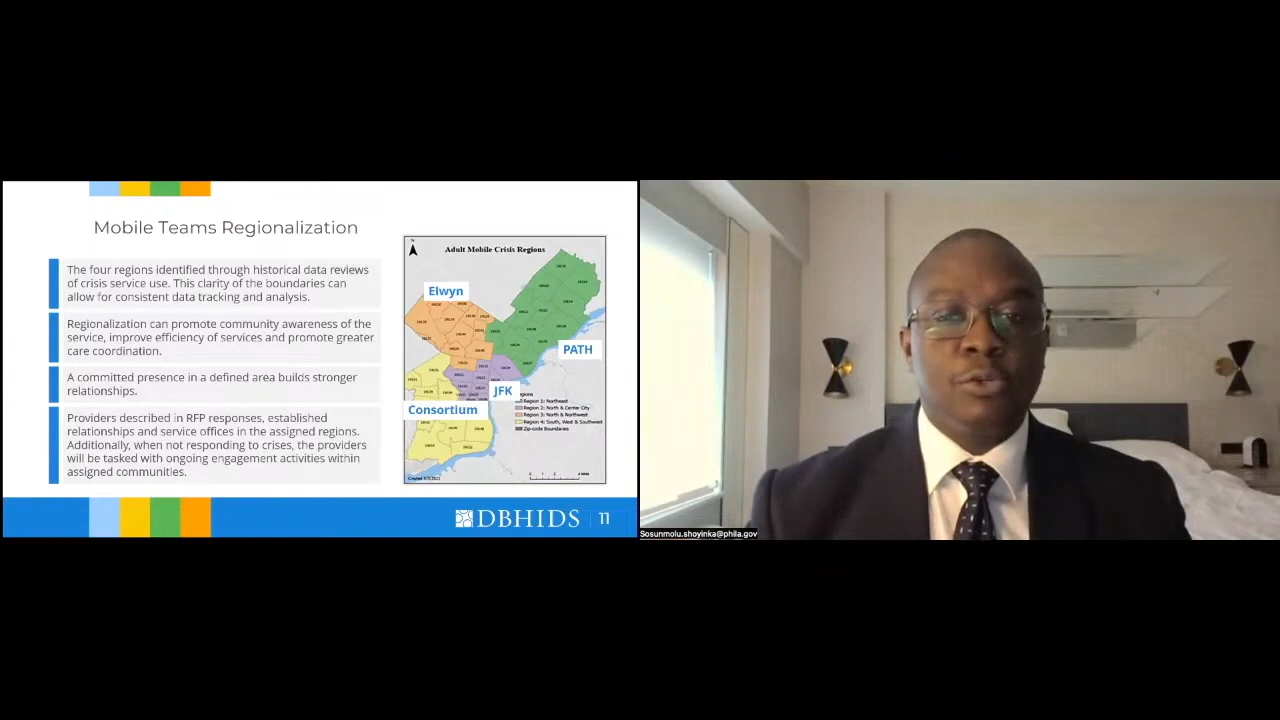 Mobile Teams Regionalization
The four regions identified through historical data reviews
of crisis service use. This clarity of the boundaries can
allow for consistent data tracking and analysis.
Regionalization can promote community awareness of the
service, improve efficiency of services and promote greater
care coordination.
A committed presence in a defined area builds stronger
relationships.
Providers described in RFP responses, established
relationships and service offices in the assigned regions.
Additionally, when not responding to crises, the providers
will be tasked with ongoing engagement activities within
assigned communities.
N
Adult Mobile Crisis Regions
Elwyn
PATH
JFK
Consortium
Region 1: Northeast
Region 2: North & Center City
Region 3: North & Northwest
Region 4: South, West & Southwest
Zip-code Boundaries
DBHIDS 11
Sosunmolu.shoyinka@phila.gov